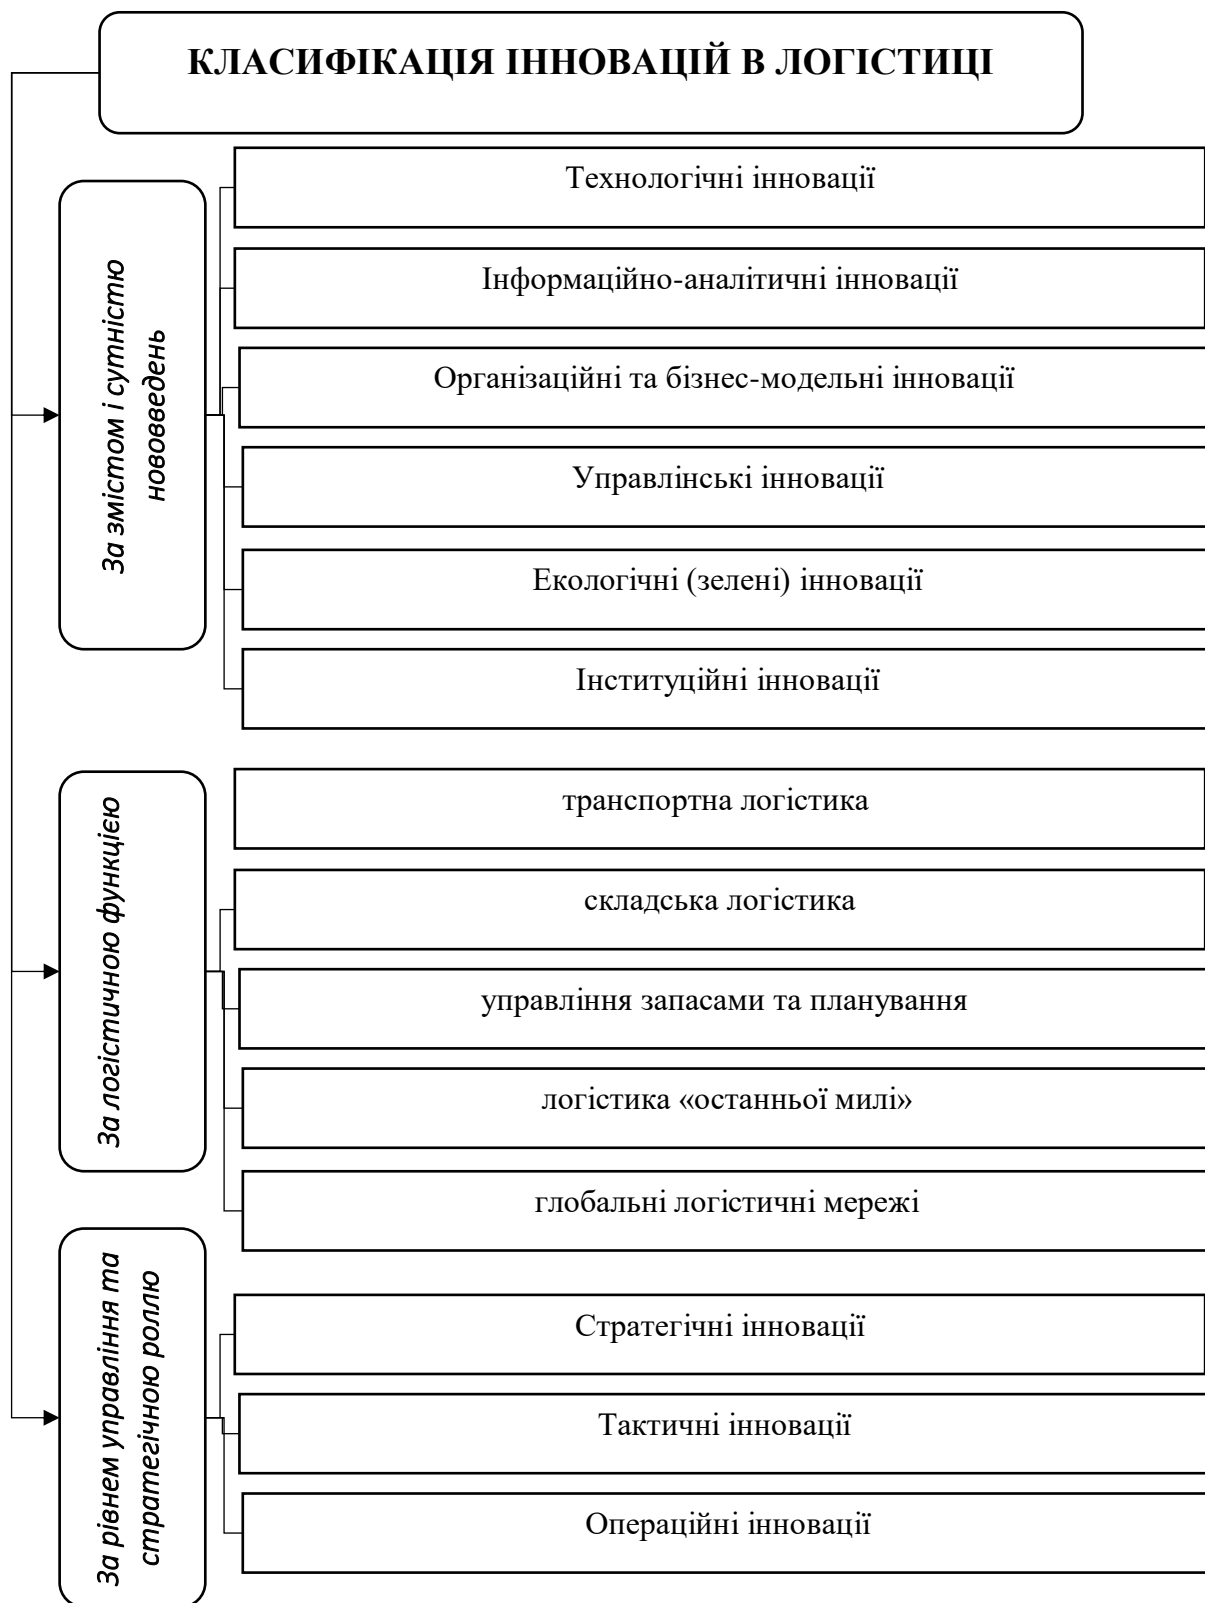 КЛАСИФІКАЦІЯ ІННОВАЦІЙ В ЛОГІСТИЦІ
За змістом і сутністю
нововведень
Технологічні інновації
Інформаційно-аналітичні інновації
Організаційні та бізнес-модельні інновації
Управлінські інновації
Екологічні (зелені) інновації
Інституційні інновації
За логістичною функцією
транспортна логістика
складська логістика
управління запасами та планування
логістика «останньої милі»
глобальні логістичні мережі
За рівнем управління та
стратегічною роллю
Стратегічні інновації
Тактичні інновації
Операційні інновації